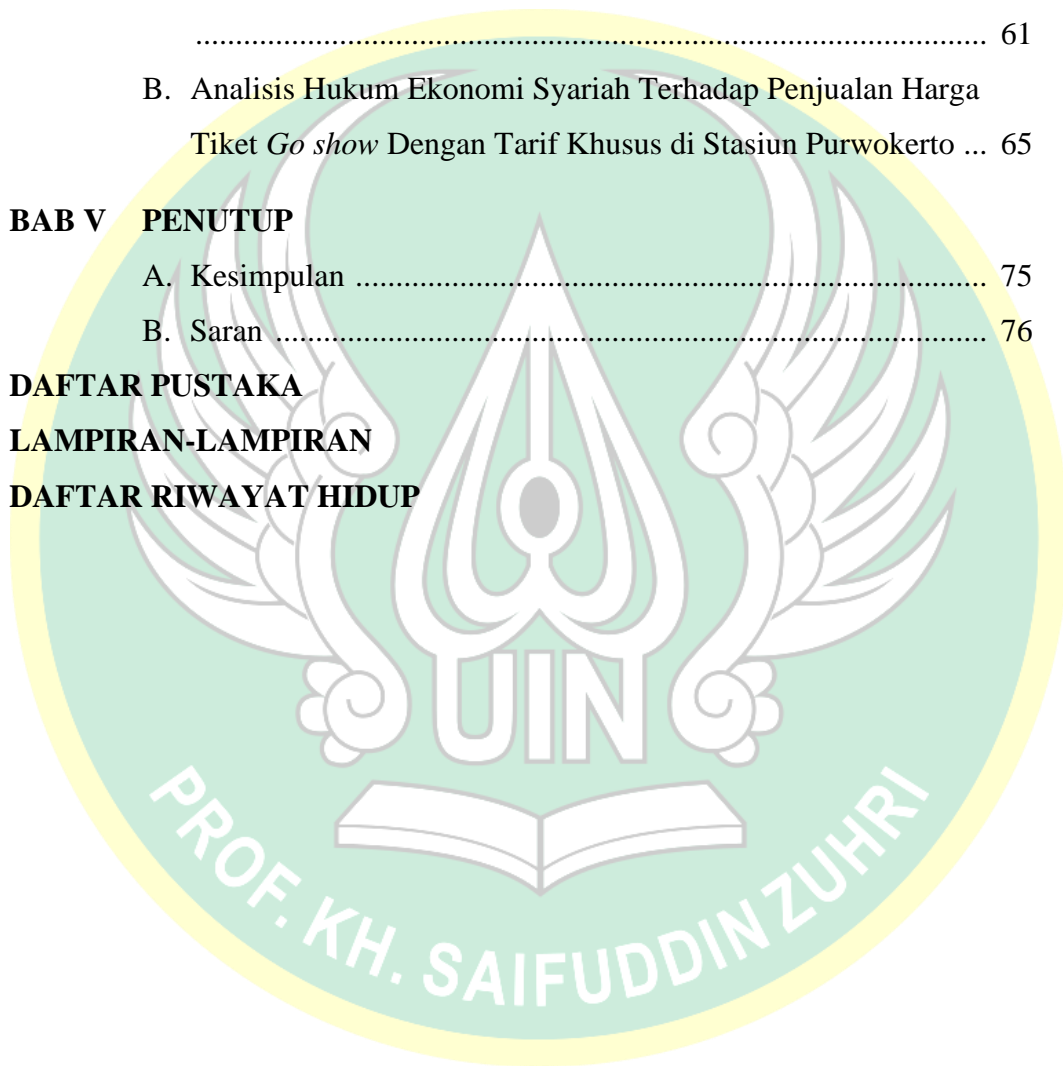 .................................................................................................. 61
B. Analisis Hukum Ekonomi Syariah Terhadap Penjualan Harga
Tiket Go show Dengan Tarif Khusus di Stasiun Purwokerto ... 65
BAB V PENUTUP
A. Kesimpulan .............................................................................. 75
B. Saran ........................................................................................ 76
DAFTAR PUSTAKA
LAMPIRAN-LAMPIRAN
DAFTAR RIWAYAT HIDUP
UIN
PROF. KH. SAIFUDDIN ZUHRI